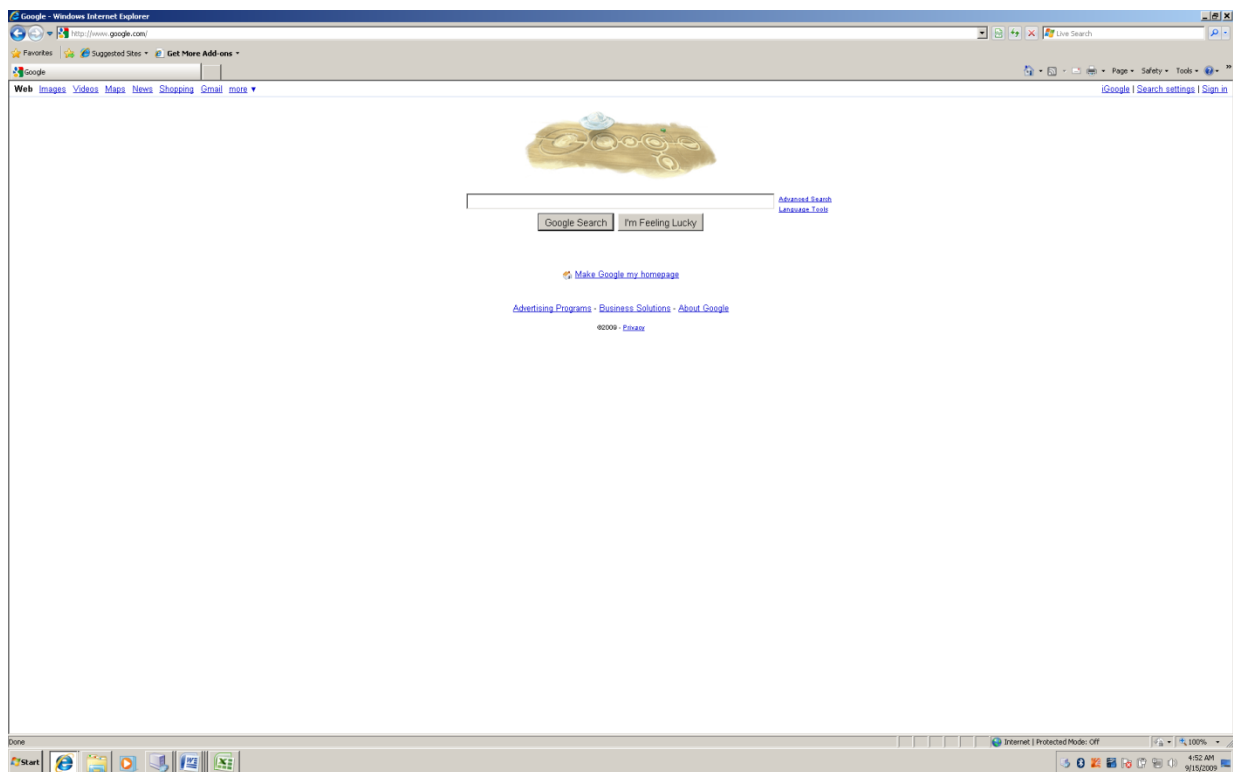 Google - Windows Internet Explorer
http://www.google.com/
Live Search
Favorites Suggested Sites Get More Add-ons
Google
Page Safety Tools
Web Images Videos Maps News Shopping Gmail more ▼
iGoogle | Search settings | Sign in
Advanced Search
Language Tools
Google Search I'm Feeling Lucky
Make Google my homepage
Advertising Programs - Business Solutions - About Google
©2009 - Privacy
Done
Internet | Protected Mode: Off
100%
Start
4:52 AM
9/15/2009